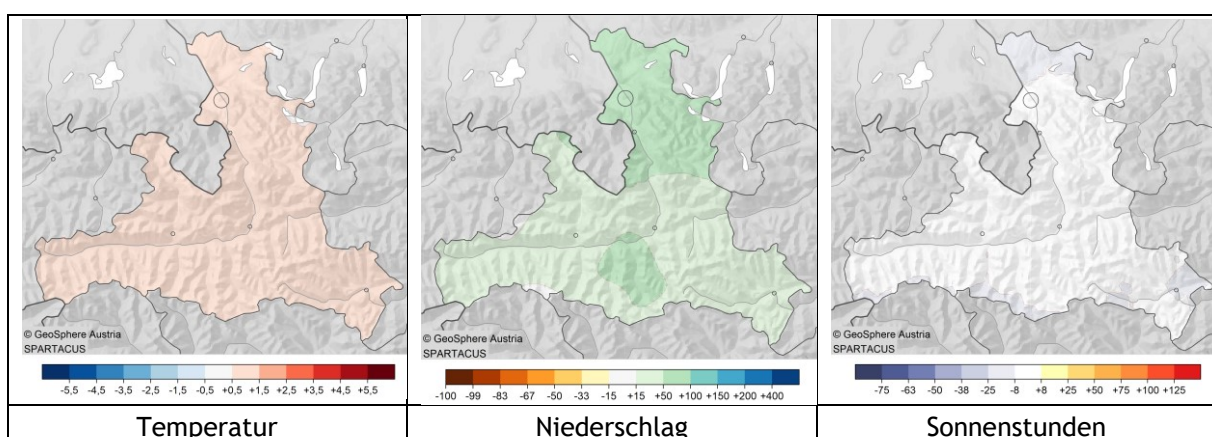 © GeoSphere Austria
SPARTACUS
-5,5 -4,5 -3,5 -2,5 -1,5 -0,5 +0,5 +1,5 +2,5 +3,5 +4.5 +5.5
Temperatur
© GeoSphere Austria
SPARTACUS
-100 -99 -83 -67 -50 -33 -15 +15 +50 +100 +150 +200 +400
Niederschlag
© GeoSphere Austria
SPARTACUS
-75 -63 -50 -38 -25 -8 +8 +25 +50 +75 +100 +125
Sonnenstunden